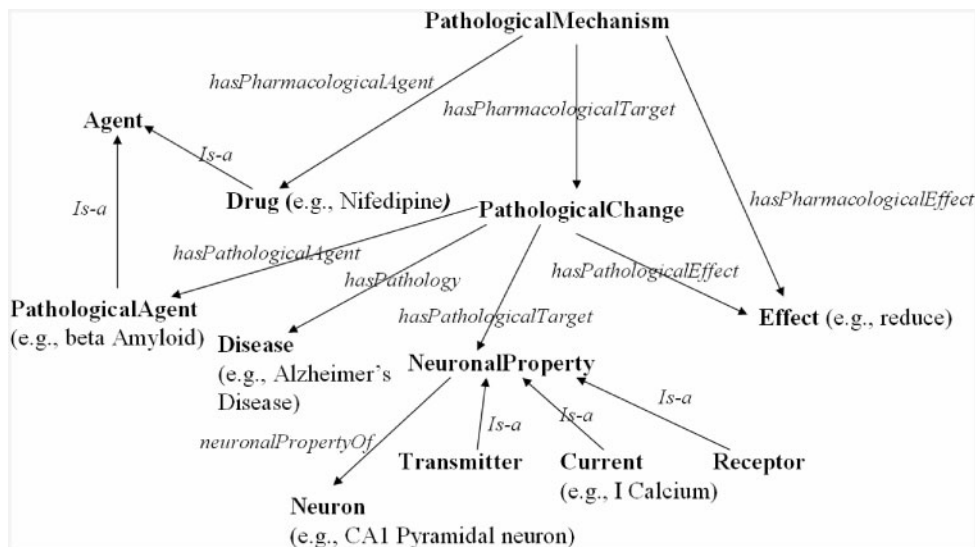 PathologicalMechanism
hasPharmacologicalAgent
hasPharmacologicalTarget
Agent
Is-a
Is-a
Drug (e.g., Nifedipine)
PathologicalChange
hasPharmacologicalEffect
hasPathologicalAgent
hasPathology
hasPathologicalEffect
PathologicalAgent
(e.g., beta Amyloid)
hasPathologicalTarget
Effect (e.g., reduce)
Disease
(e.g., Alzheimer's
Disease)
NeuronalProperty
Is-a
Is-a
Is-a
neuronalPropertyOf
Transmitter
Current
(e.g., I Calcium)
Receptor
Neuron
(e.g., CA1 Pyramidal neuron)